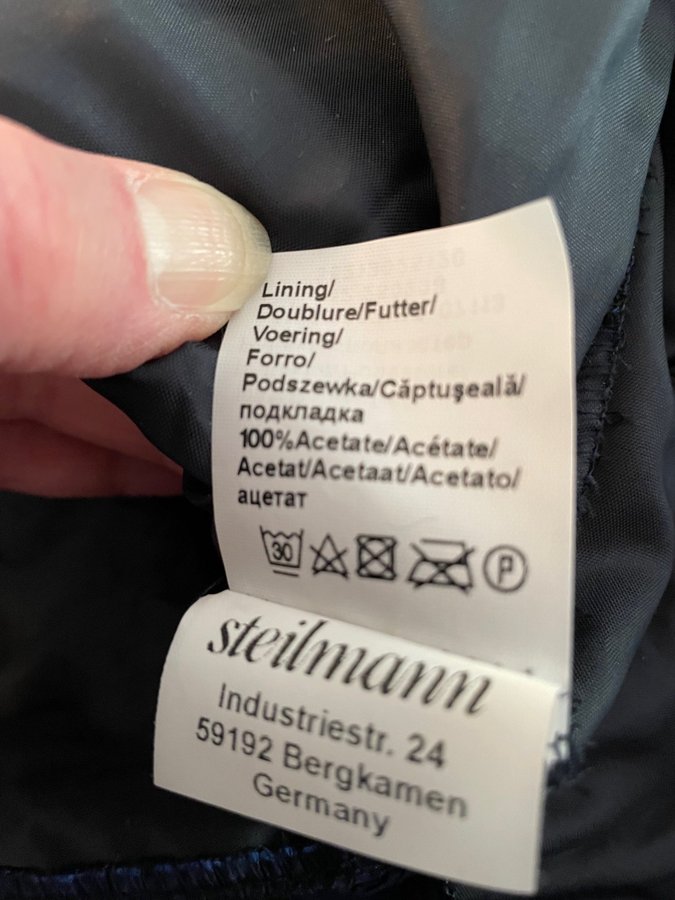 Lining/
Doublure/Futter/
Voering/
Forro/
Podszewka/Căptuşeală/
подкладка
100%Acetate/Acétate/
Acetat/Acetaat/Acetato/
ацетат
30 P
steilmann
Industriestr. 24
59192 Bergkamen
Germany